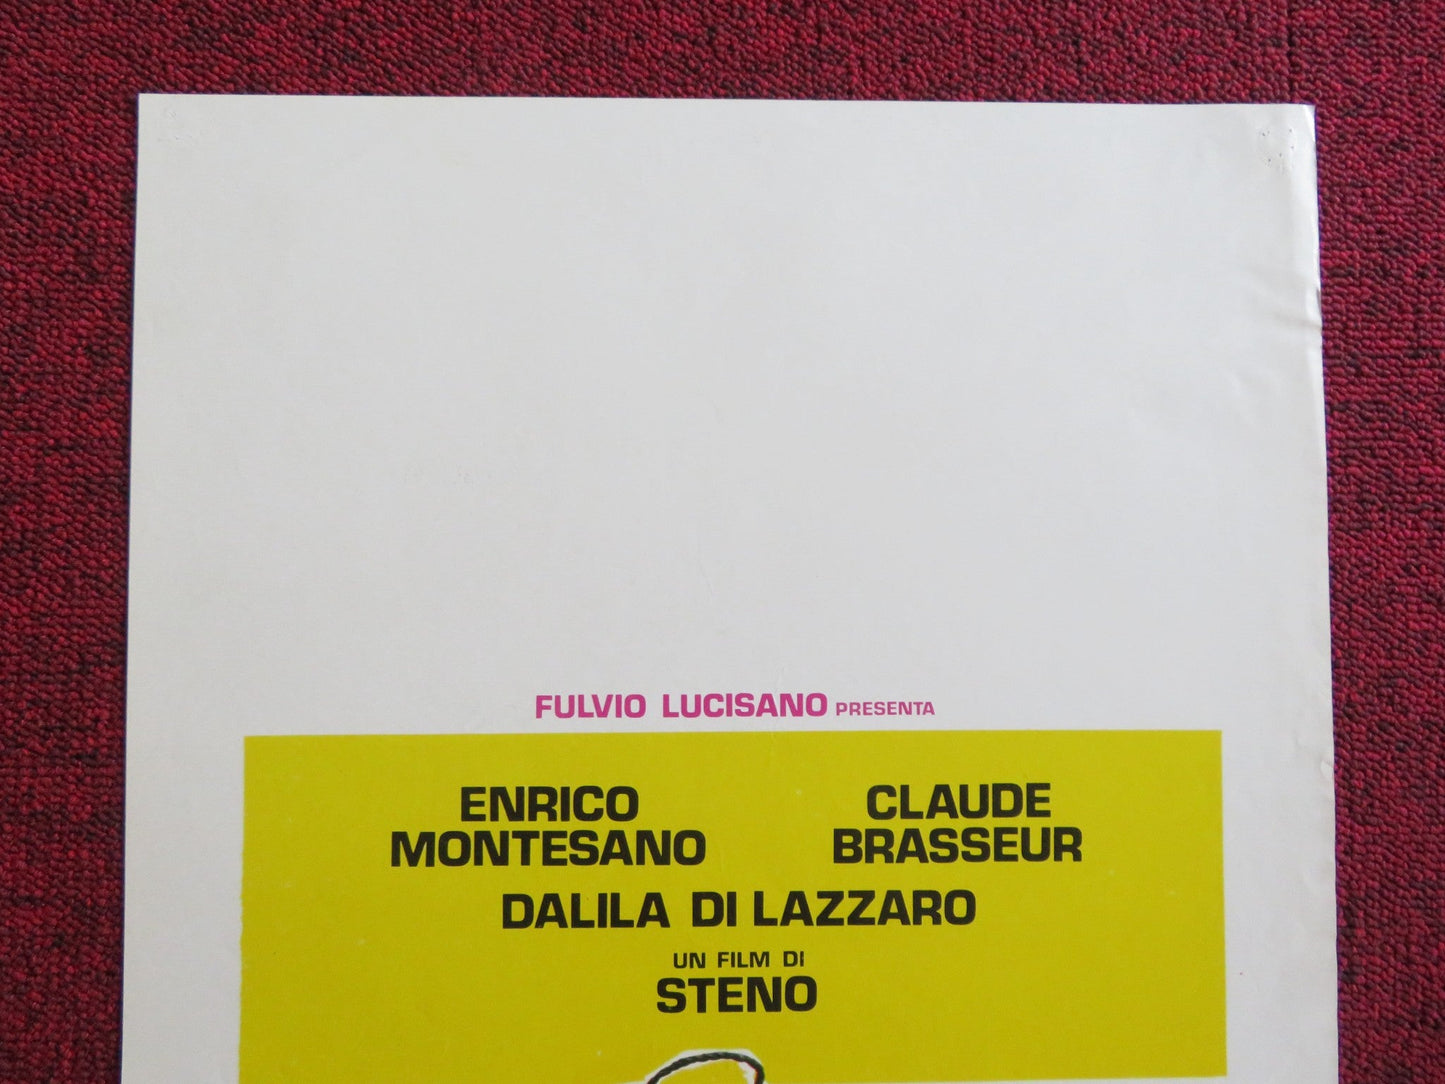 FULVIO LUCISANO PRESENTA
ENRICO MONTESANO
CLAUDE BRASSEUR
DALILA DI LAZZARO
UN FILM DI
STENO